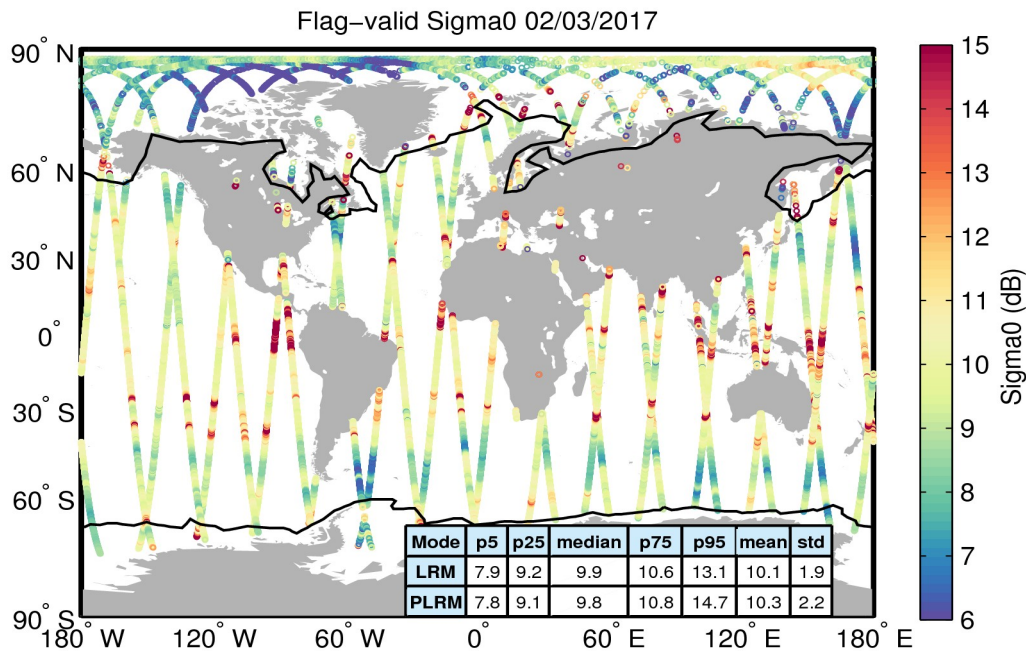 Flag−valid Sigma0 02/03/2017
90° N
60° N
30° N
0°
30° S
60° S
90° S
180° W
120° W
60° W
0°
60° E
120° E
180° E
Mode p5 p25 median p75 p95 mean std
LRM 7.9 9.2 9.9 10.6 13.1 10.1 1.9
PLRM 7.8 9.1 9.8 10.8 14.7 10.3 2.2
15
14
13
12
11
10
9
8
7
6
Sigma0 (dB)